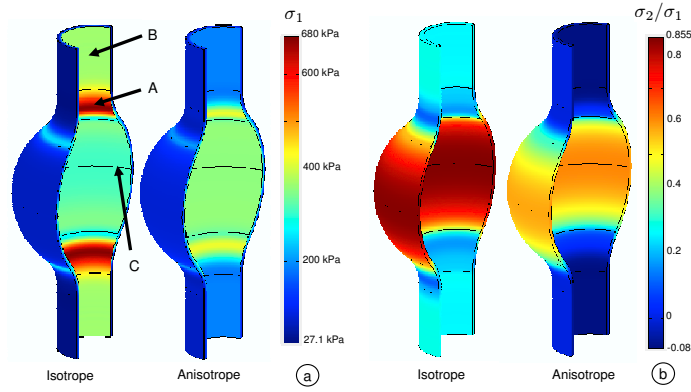 σ1
σ2/σ1
B
A
C
680 kPa
600 kPa
400 kPa
200 kPa
27.1 kPa
0.855
0.8
0.6
0.4
0.2
0
-0.08
Isotrope
Anisotrope
a
Isotrope
Anisotrope
b